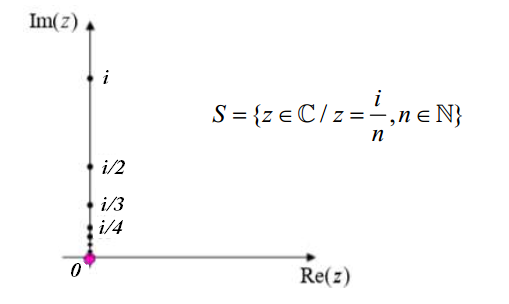 Im(z)
i
S = {z ∈ ℂ / z = i/n, n ∈ ℕ}
i/2
i/3
i/4
0
Re(z)